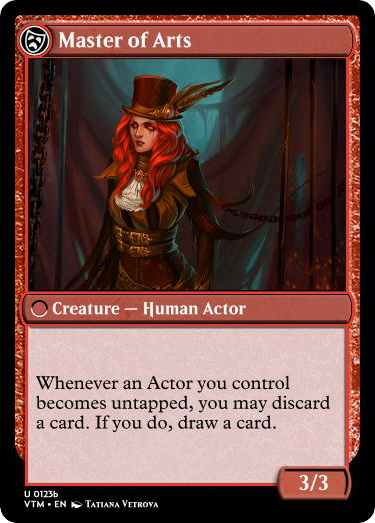 Master of Arts
Creature — Human Actor
Whenever an Actor you control
becomes untapped, you may discard
a card. If you do, draw a card.
3/3
U 0123b
VTM • EN Tatiana Vetrova